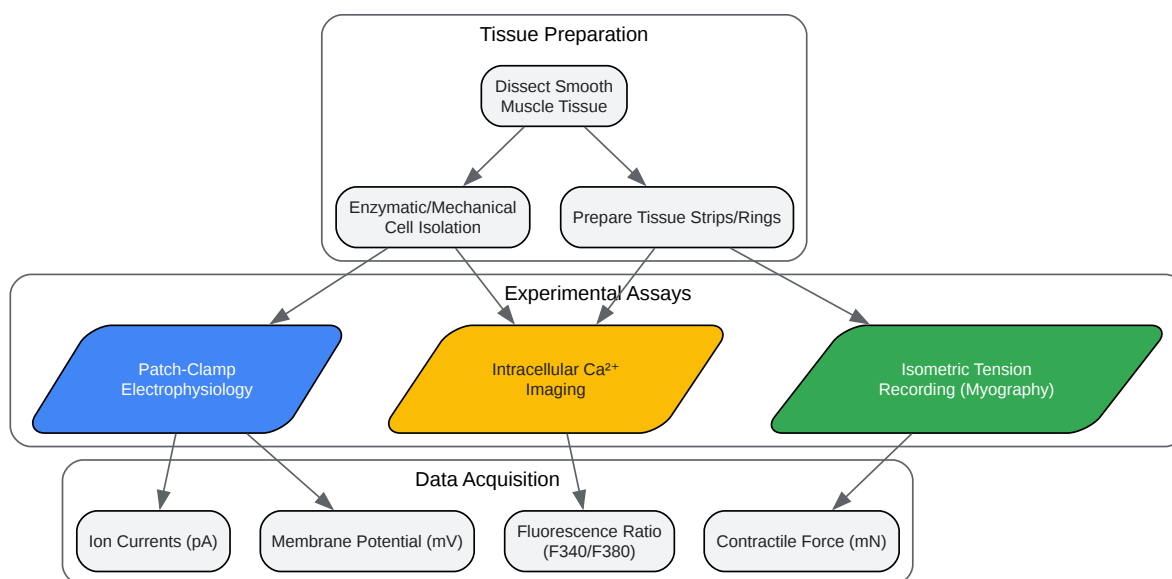 Tissue Preparation
Dissect Smooth
Muscle Tissue
Enzymatic/Mechanical
Cell Isolation
Prepare Tissue Strips/Rings
Experimental Assays
Patch-Clamp
Electrophysiology
Intracellular Ca²⁺
Imaging
Isometric Tension
Recording (Myography)
Data Acquisition
Ion Currents (pA)
Membrane Potential (mV)
Fluorescence Ratio
(F340/F380)
Contractile Force (mN)